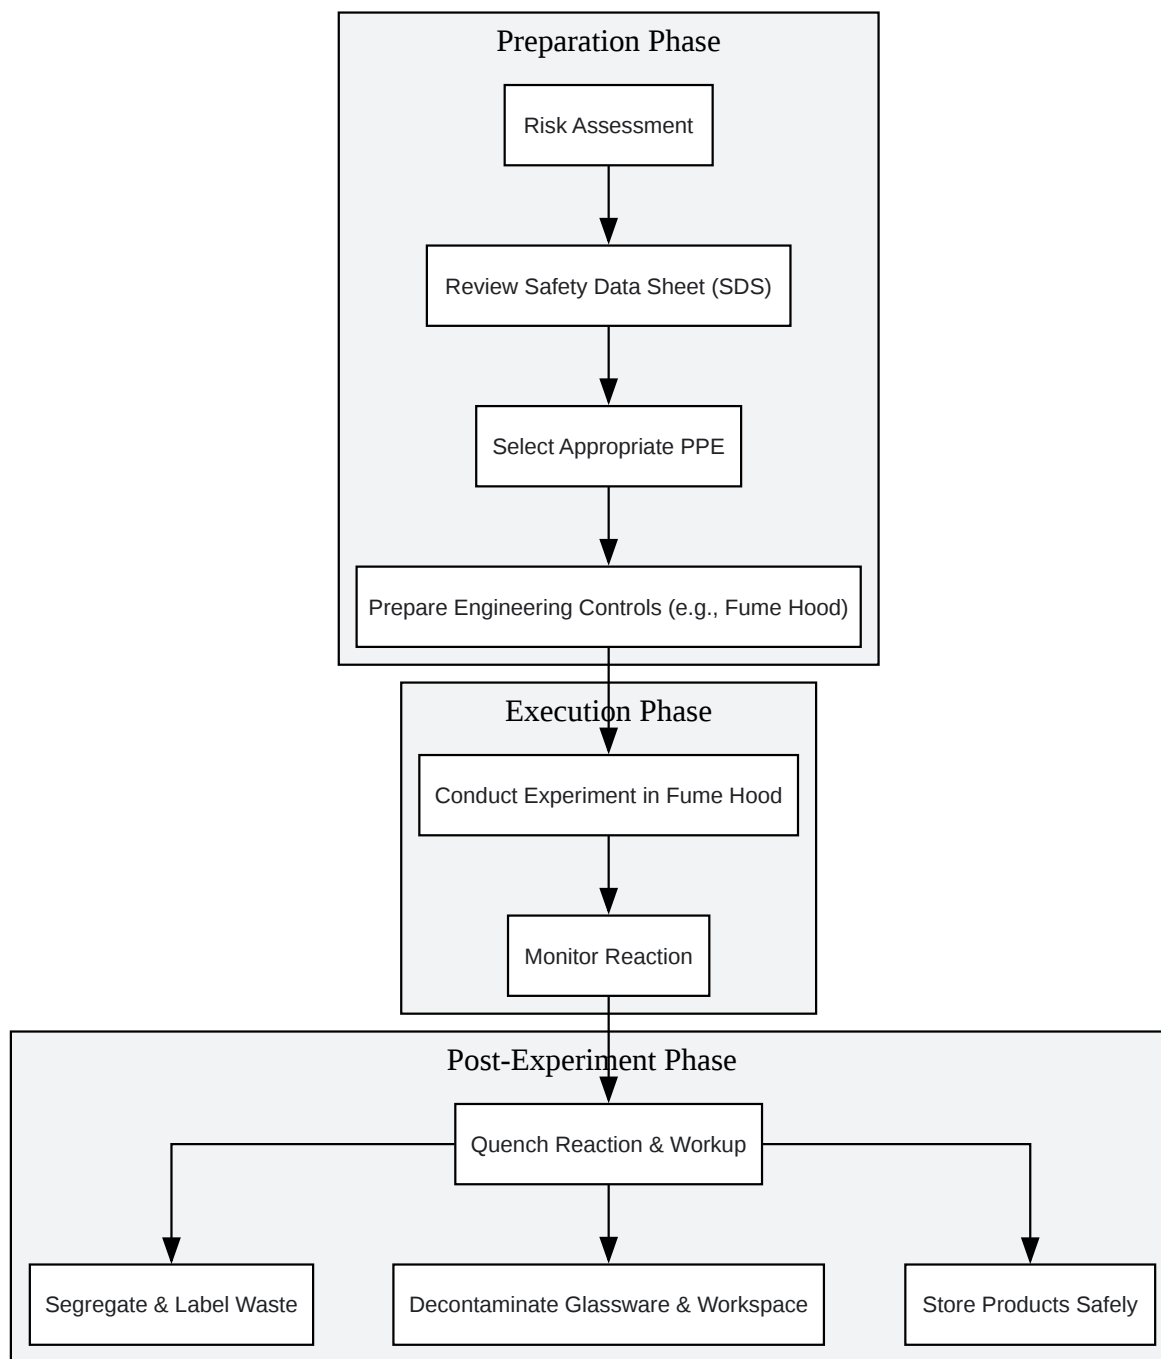 Preparation Phase
Risk Assessment
Review Safety Data Sheet (SDS)
Select Appropriate PPE
Prepare Engineering Controls (e.g., Fume Hood)
Execution Phase
Conduct Experiment in Fume Hood
Monitor Reaction
Post-Experiment Phase
Quench Reaction & Workup
Segregate & Label Waste
Decontaminate Glassware & Workspace
Store Products Safely